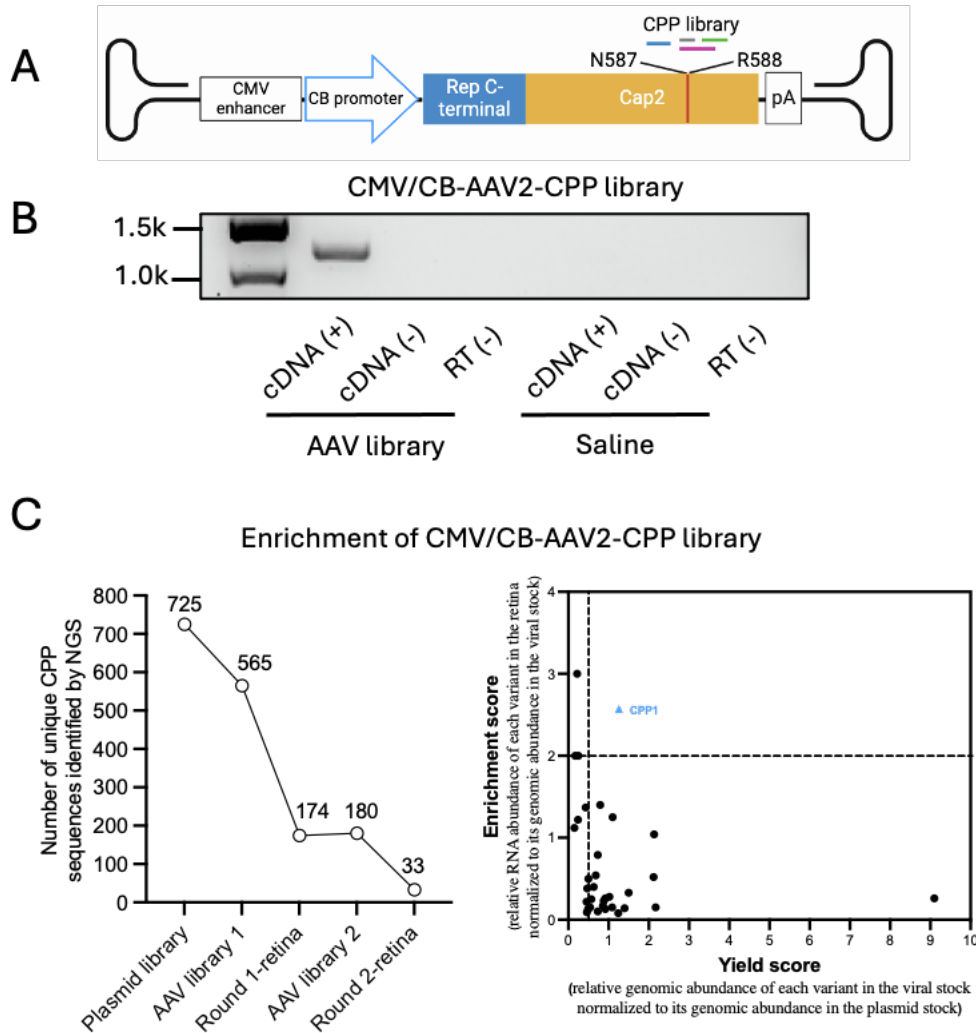 A
CPP library
N587
R588
CMV
enhancer
CB promoter
Rep C-
terminal
Cap2
pA
B
CMV/CB-AAV2-CPP library
1.5k
1.0k
cDNA (+)
cDNA (-)
RT (-)
cDNA (+)
cDNA (-)
RT (-)
AAV library
Saline
C
Enrichment of CMV/CB-AAV2-CPP library
Number of unique CPP
sequences identified by NGS
800
700
600
500
400
300
200
100
0
725
565
174
180
33
Plasmid library
AAV library 1
Round 1-retina
AAV library 2
Round 2-retina
Enrichment score
(relative RNA abundance of each variant in the retina
normalized to its genomic abundance in the viral stock)
4
3
2
1
0
CPP1
0 1 2 3 4 5 6 7 8 9 10
Yield score
(relative genomic abundance of each variant in the viral stock
normalized to its genomic abundance in the plasmid stock)